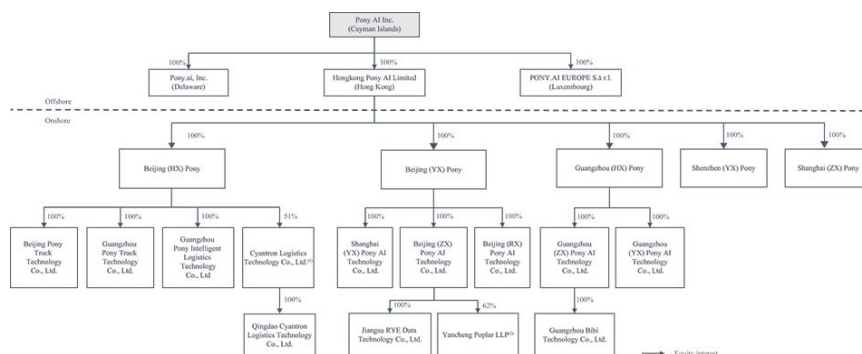 Pony AI Inc.
(Cayman Islands)
100%
100%
100%
Pony.ai, Inc.
(Delaware)
Hongkong Pony AI Limited
(Hong Kong)
PONY.AI EUROPE S.à r.l.
(Luxembourg)
Offshore
Onshore
100%
100%
100%
100%
100%
Beijing (HX) Pony
Beijing (YX) Pony
Guangzhou (HX) Pony
Shenzhen (YX) Pony
Shanghai (ZX) Pony
100%
100%
100%
51%
100%
100%
100%
100%
100%
Beijing Pony
Truck
Technology
Co., Ltd.
Guangzhou
Pony Truck
Technology
Co., Ltd.
Guangzhou
Pony Intelligent
Logistics
Technology
Co., Ltd
Cyantron Logistics
Technology Co., Ltd.(1)
Shanghai
(YX) Pony AI
Technology
Co., Ltd.
Beijing (ZX)
Pony AI
Technology
Co., Ltd.
Beijing (RX)
Pony AI
Technology
Co., Ltd.
Guangzhou
(ZX) Pony AI
Technology
Co., Ltd.
Guangzhou
(YX) Pony AI
Technology
Co., Ltd.
100%
100%
62%
100%
Qingdao Cyantron
Logistics Technology
Co., Ltd.
Jiangsu RYE Data
Technology Co., Ltd.
Yancheng Poplar LLP(2)
Guangzhou Bibi
Technology Co., Ltd.
Equity interest